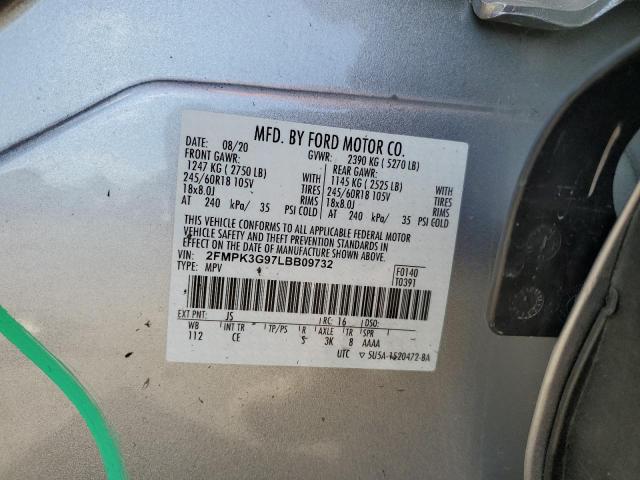 MFD. BY FORD MOTOR CO.
DATE: 08/20 GVWR: 2390 KG ( 5270 LB)
FRONT GAWR: REAR GAWR:
1247 KG ( 2750 LB) WITH 1145 KG ( 2525 LB) WITH
245/60R18 105V TIRES 245/60R18 105V TIRES
18x8.0J RIMS 18x8.0J RIMS
AT 240 kPa/ 35 PSI COLD AT 240 kPa/ 35 PSI COLD
THIS VEHICLE CONFORMS TO ALL APPLICABLE FEDERAL MOTOR
VEHICLE SAFETY AND THEFT PREVENTION STANDARDS IN
EFFECT ON THE DATE OF MANUFACTURE SHOWN ABOVE.
VIN: 2FMPK3G97LBB09732 F0140
TYPE: MPV T0391
EXT PNT: JS RC: 16 DSO:
WB INT TR TP/PS R AXLE TR SPR
112 CE S 3K 8 AAAA
UTC ▽ 5U5A-1520472-BA